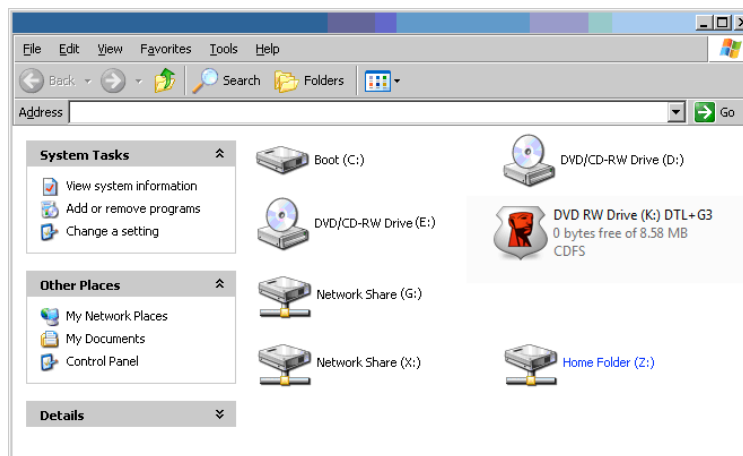 File Edit View Favorites Tools Help
Back Search Folders
Address Go
System Tasks
View system information
Add or remove programs
Change a setting
Other Places
My Network Places
My Documents
Control Panel
Details
Boot (C:)
DVD/CD-RW Drive (D:)
DVD/CD-RW Drive (E:)
DVD RW Drive (K:) DTL+G3
0 bytes free of 8.58 MB
CDFS
Network Share (G:)
Network Share (X:)
Home Folder (Z:)